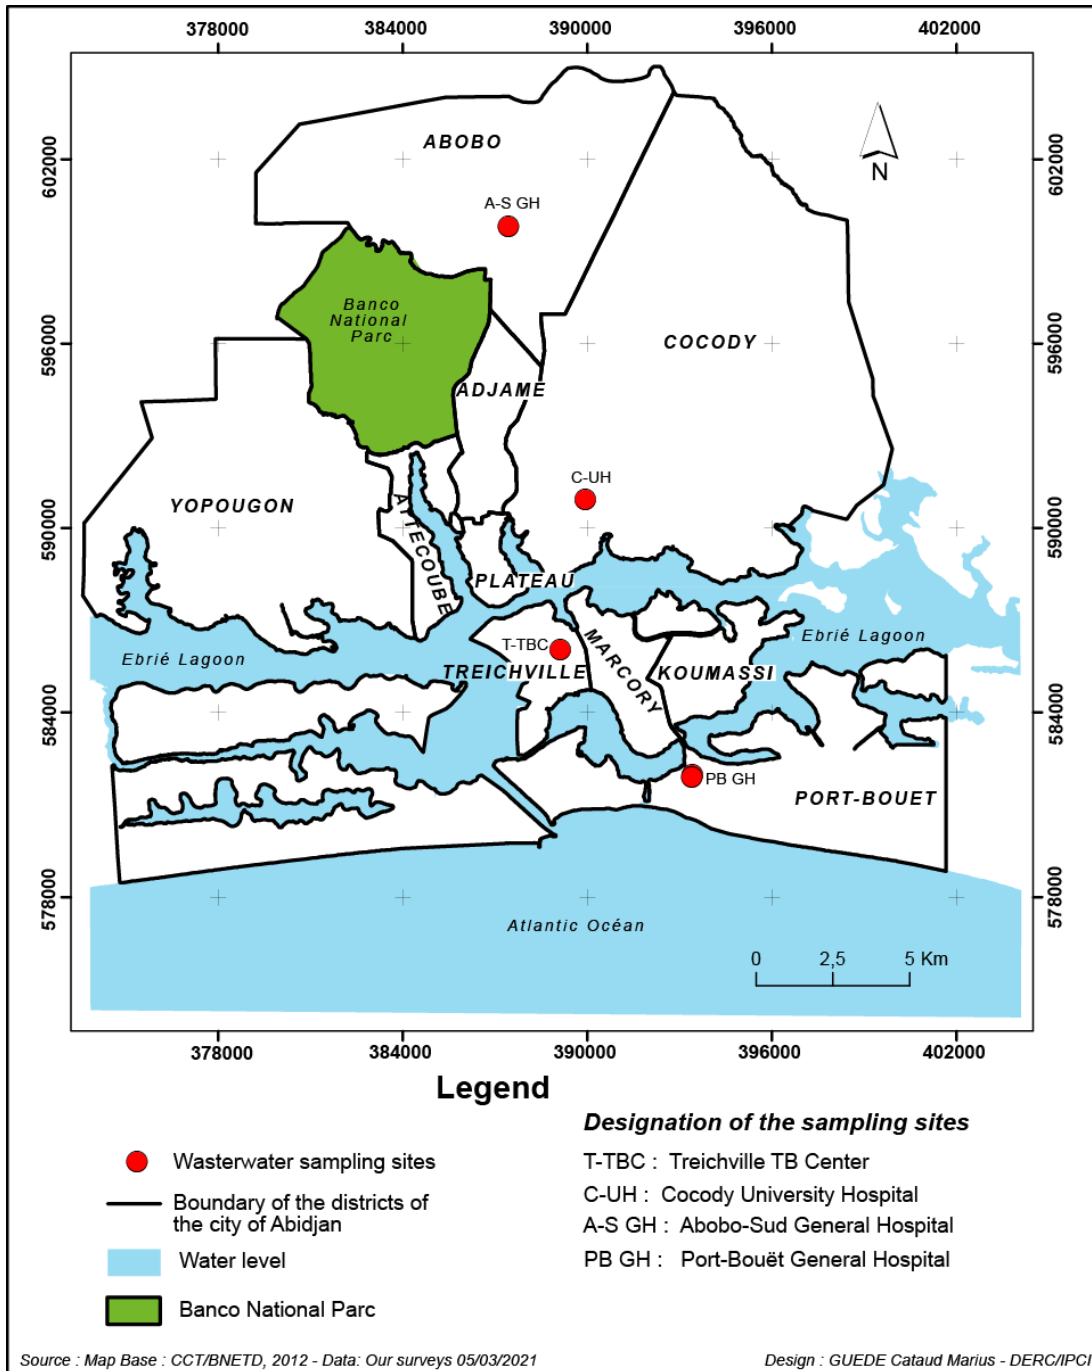 378000 384000 390000 396000 402000
602000 602000
ABOBO
N
A-S GH
Banco
National
Parc
596000 596000
COCODY
ADJAME
C-UH
YOPOUGON
ATTECOUBE
590000 590000
PLATEAU
MARCORY
T-TBC
Ebrié Lagoon
Ebrié Lagoon
TREICHVILLE
KOUMASSI
584000 584000
PB GH
PORT-BOUET
578000 578000
Atlantic Océan
0 2,5 5 Km
378000 384000 390000 396000 402000
Legend
Wasterwater sampling sites
Boundary of the districts of
the city of Abidjan
Water level
Banco National Parc
Designation of the sampling sites
T-TBC : Treichville TB Center
C-UH : Cocody University Hospital
A-S GH : Abobo-Sud General Hospital
PB GH : Port-Bouët General Hospital
Source : Map Base : CCT/BNETD, 2012 - Data: Our surveys 05/03/2021
Design : GUEDE Cataud Marius - DERC/IPCI